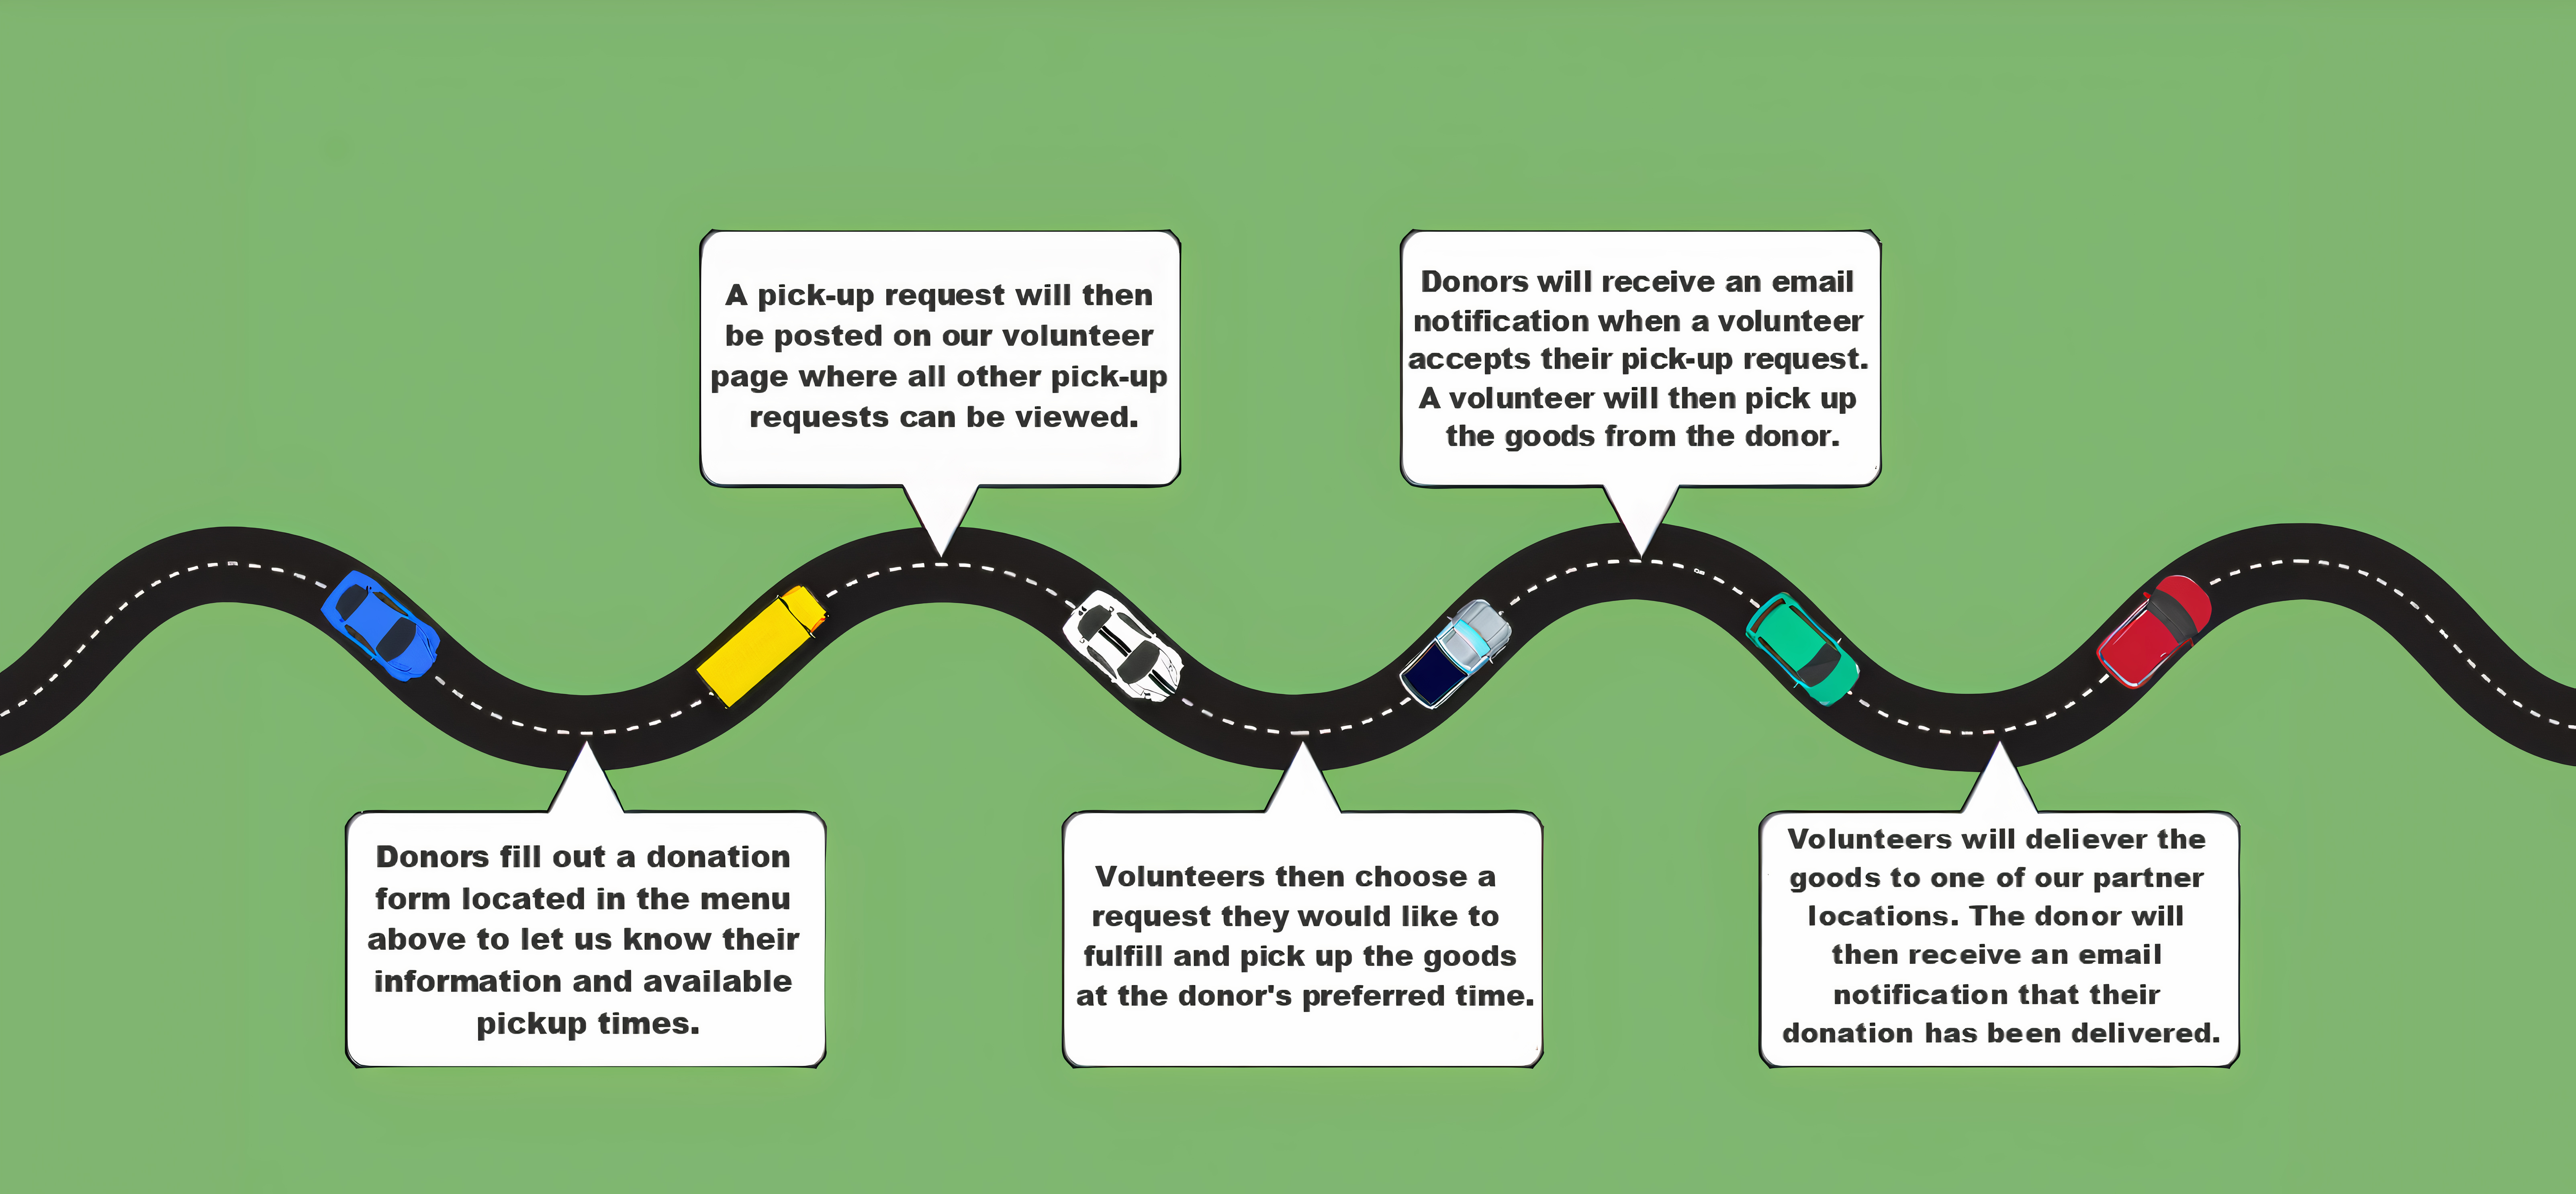 Donors fill out a donation
form located in the menu
above to let us know their
information and available
pickup times.
A pick-up request will then
be posted on our volunteer
page where all other pick-up
requests can be viewed.
Volunteers then choose a
request they would like to
fulfill and pick up the goods
at the donor's preferred time.
Donors will receive an email
notification when a volunteer
accepts their pick-up request.
A volunteer will then pick up
the goods from the donor.
Volunteers will deliever the
goods to one of our partner
locations. The donor will
then receive an email
notification that their
donation has been delivered.